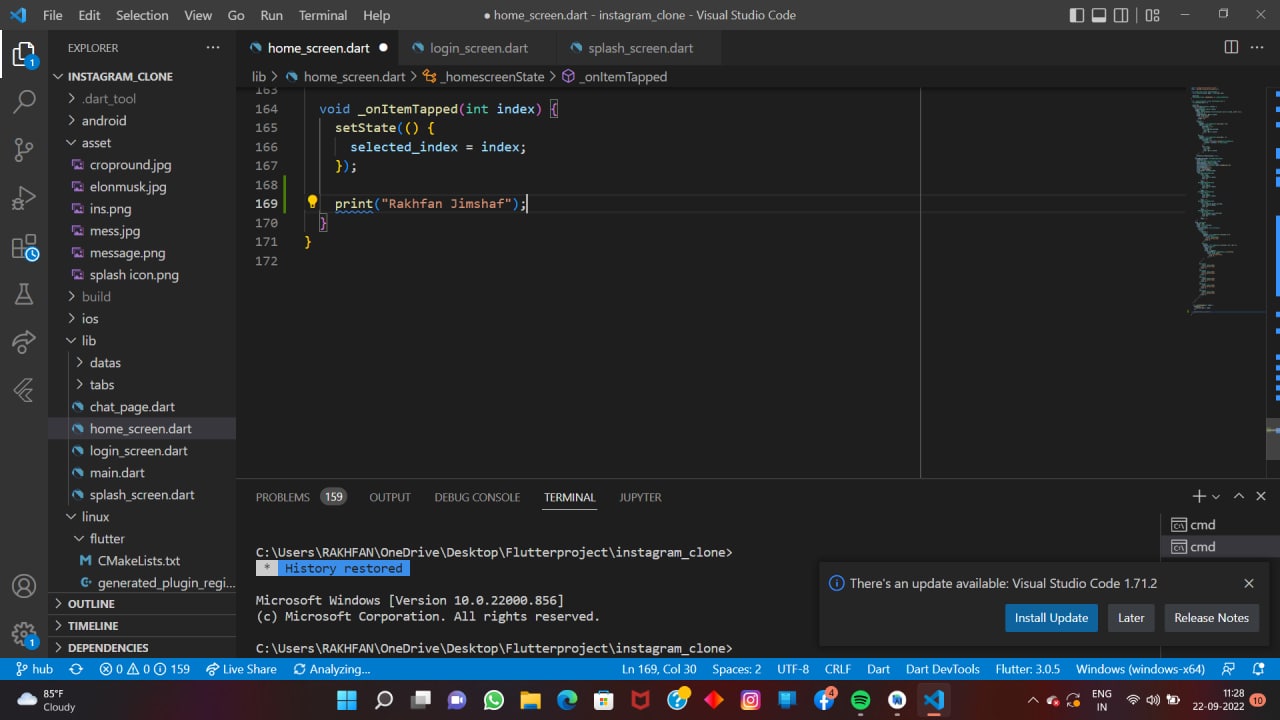 File Edit Selection View Go Run Terminal Help
● home_screen.dart - instagram_clone - Visual Studio Code
EXPLORER
INSTAGRAM_CLONE
.dart_tool
android
asset
cropround.jpg
elonmusk.jpg
ins.png
mess.jpg
message.png
splash icon.png
build
ios
lib
datas
tabs
chat_page.dart
home_screen.dart
login_screen.dart
main.dart
splash_screen.dart
linux
flutter
CMakeLists.txt
generated_plugin_regi...
OUTLINE
TIMELINE
DEPENDENCIES
1
1
home_screen.dart login_screen.dart splash_screen.dart
lib > home_screen.dart > _homescreenState > _onItemTapped
163
164 void _onItemTapped(int index) {
165 setState(() {
166 selected_index = index;
167 });
168
169 print("Rakhfan Jimshaf");
170 }
171 }
172
PROBLEMS 159 OUTPUT DEBUG CONSOLE TERMINAL JUPYTER
C:\Users\RAKHFAN\OneDrive\Desktop\Flutterproject\instagram_clone>
* History restored
Microsoft Windows [Version 10.0.22000.856]
(c) Microsoft Corporation. All rights reserved.
C:\Users\RAKHFAN\OneDrive\Desktop\Flutterproject\instagram_clone>
cmd
cmd
There's an update available: Visual Studio Code 1.71.2
Install Update Later Release Notes
hub 0 0 159 Live Share Analyzing... Ln 169, Col 30 Spaces: 2 UTF-8 CRLF Dart Dart DevTools Flutter: 3.0.5 Windows (windows-x64)
85°F
Cloudy
4
ENG
IN
11:28
22-09-2022
10